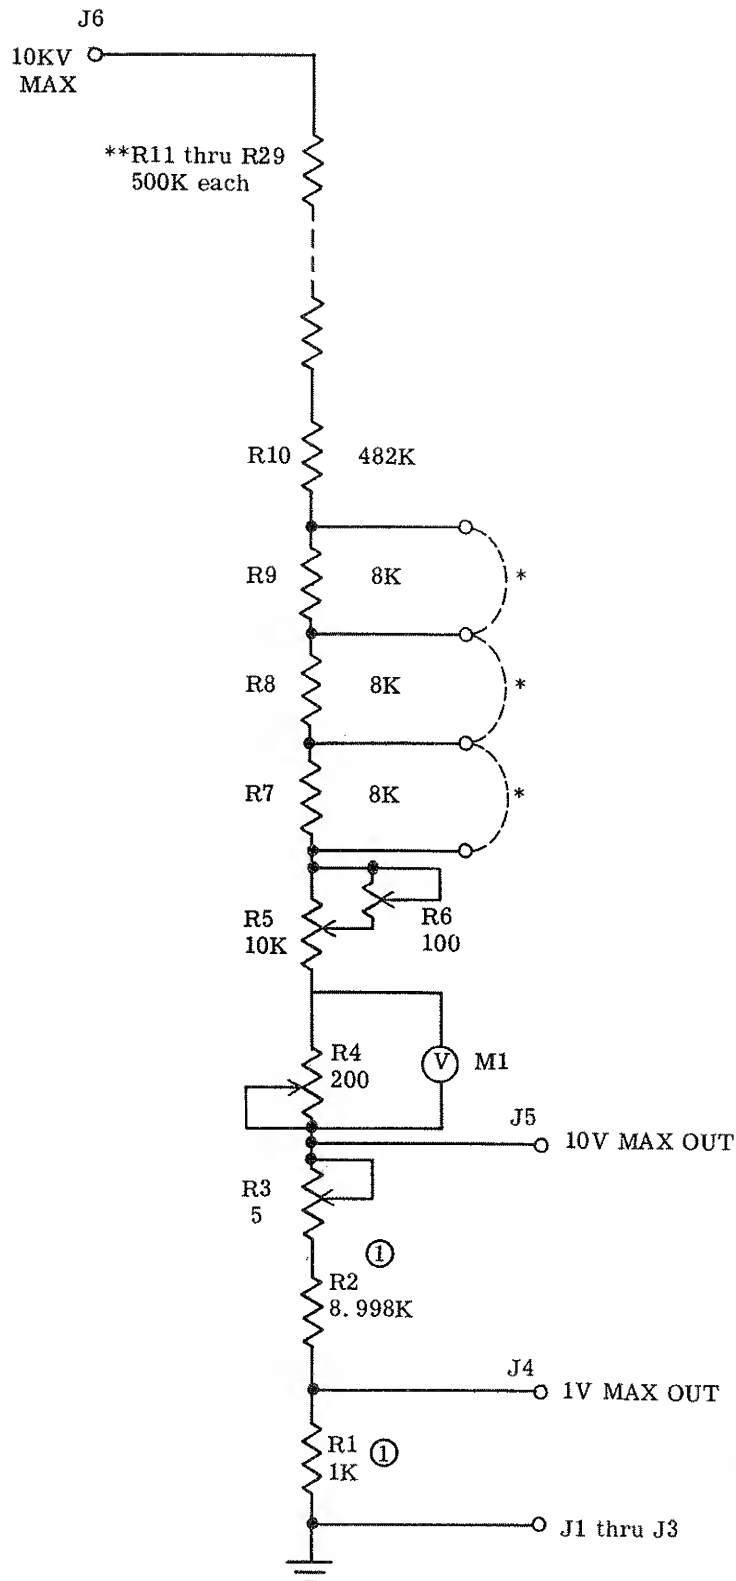 J6
10KV
MAX
**R11 thru R29
500K each
R10 482K
R9 8K *
R8 8K *
R7 8K *
R5
10K
R6
100
R4
200
V M1
J5
10V MAX OUT
R3
5
1
R2
8.998K
J4
1V MAX OUT
R1 1
1K
J1 thru J3